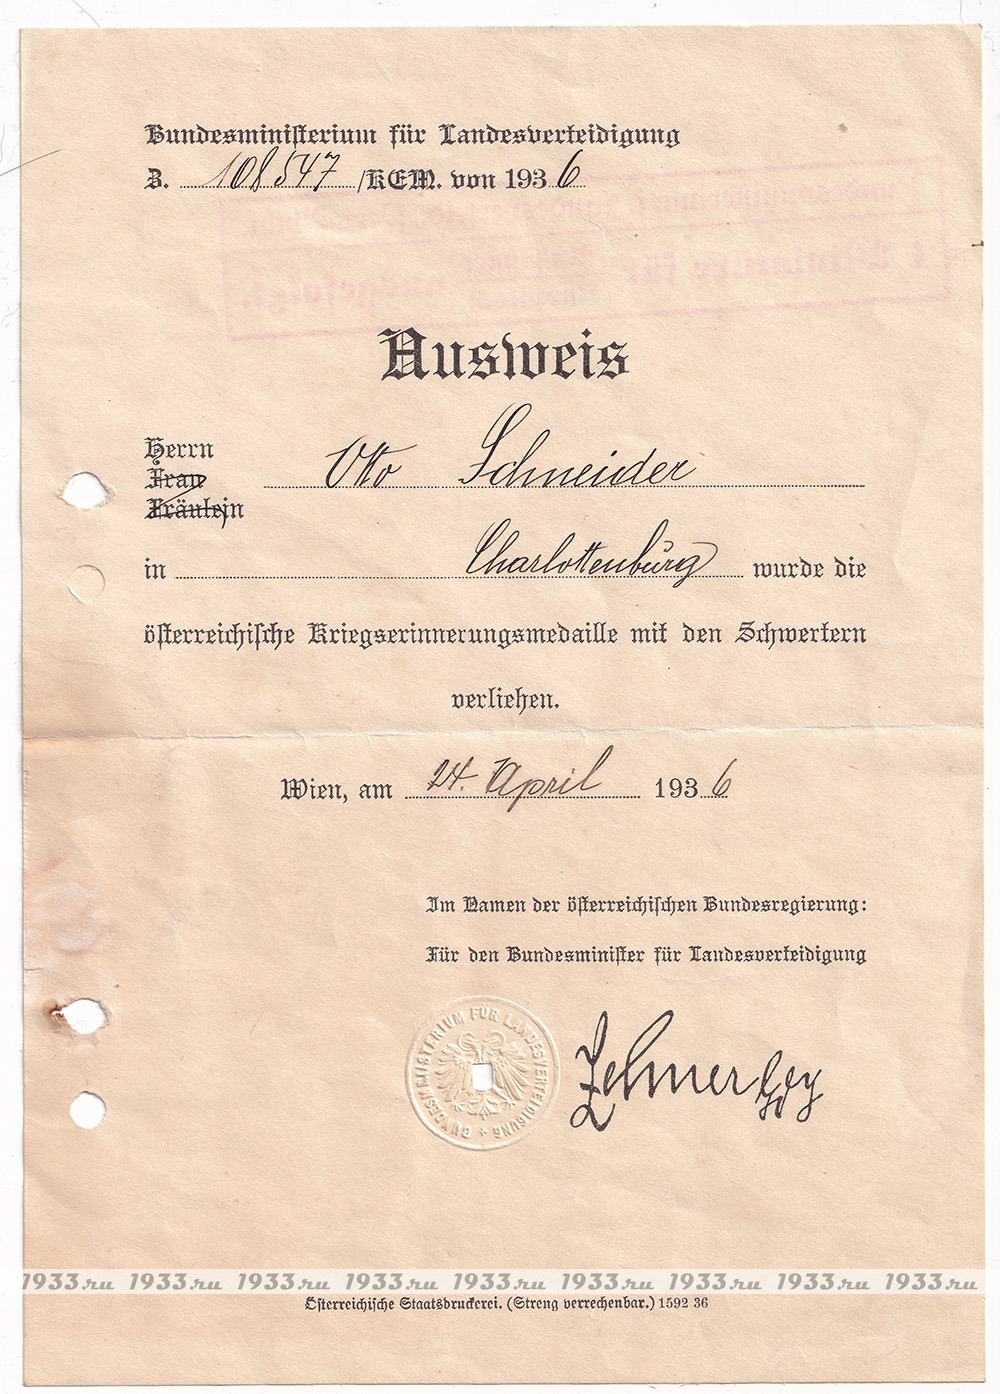 Bundesministerium für Landesverteidigung
Z. 108547 /KEM. von 1936
Ausweis
Herrn
Frau
Fräulein
Otto Schneider
in Charlottenburg wurde die
österreichische Kriegserinnerungsmedaille mit den Schwertern
verliehen.
Wien, am 24. April 1936
Im Namen der österreichischen Bundesregierung:
Für den Bundesminister für Landesverteidigung
BUNDESMINISTERIUM FÜR LANDESVERTEIDIGUNG
1933.ru 1933.ru 1933.ru 1933.ru 1933.ru 1933.ru 1933.ru 1933.ru 1933.ru
Österreichische Staatsdruckerei. (Streng verrechenbar.) 1592 36